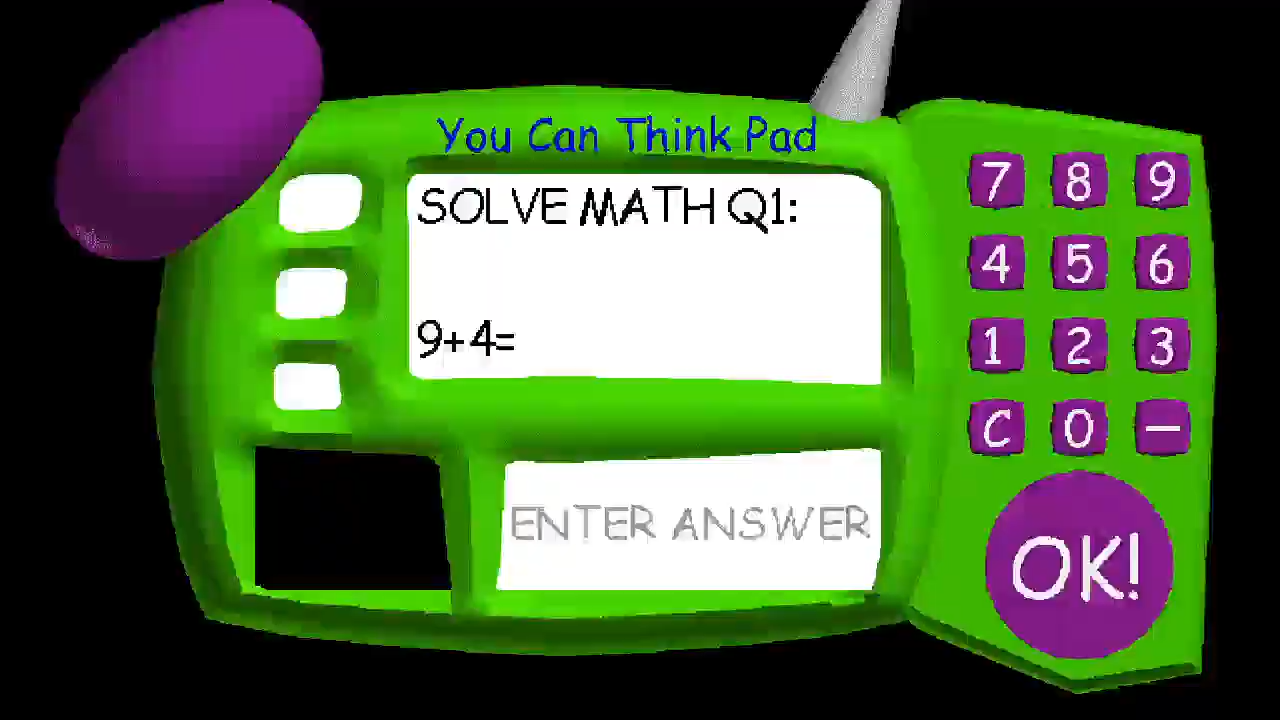 You Can Think Pad
SOLVE MATH Q1:
9+4=
ENTER ANSWER
7 8 9
4 5 6
1 2 3
C 0 –
OK!